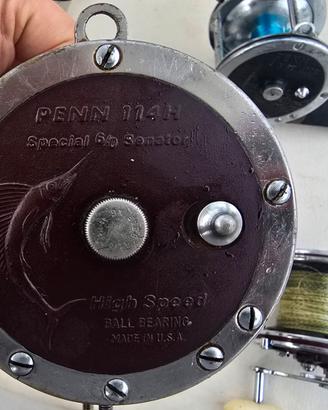 PENN 114H
Special 6/0 Senator
High Speed
BALL BEARING
MADE IN U.S.A.